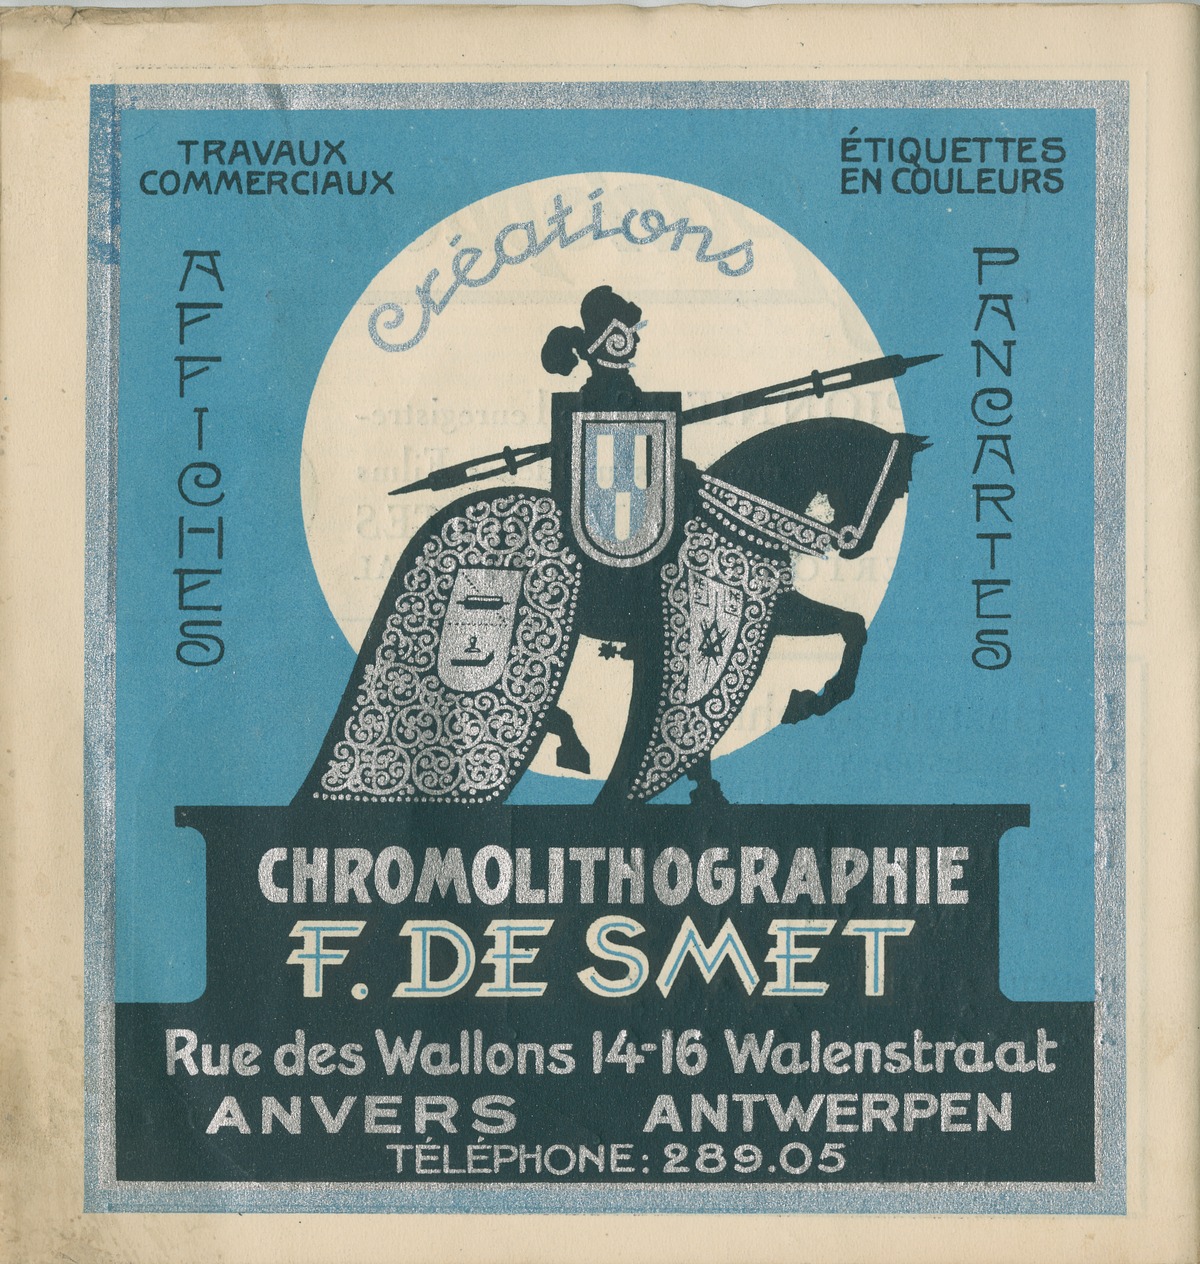 TRAVAUX
COMMERCIAUX
ÉTIQUETTES
EN COULEURS
AFFICHES
créations
PANCARTES
CHROMOLITHOGRAPHIE
F. DE SMET
Rue des Wallons 14-16 Walenstraat
ANVERS ANTWERPEN
TÉLÉPHONE: 289.05